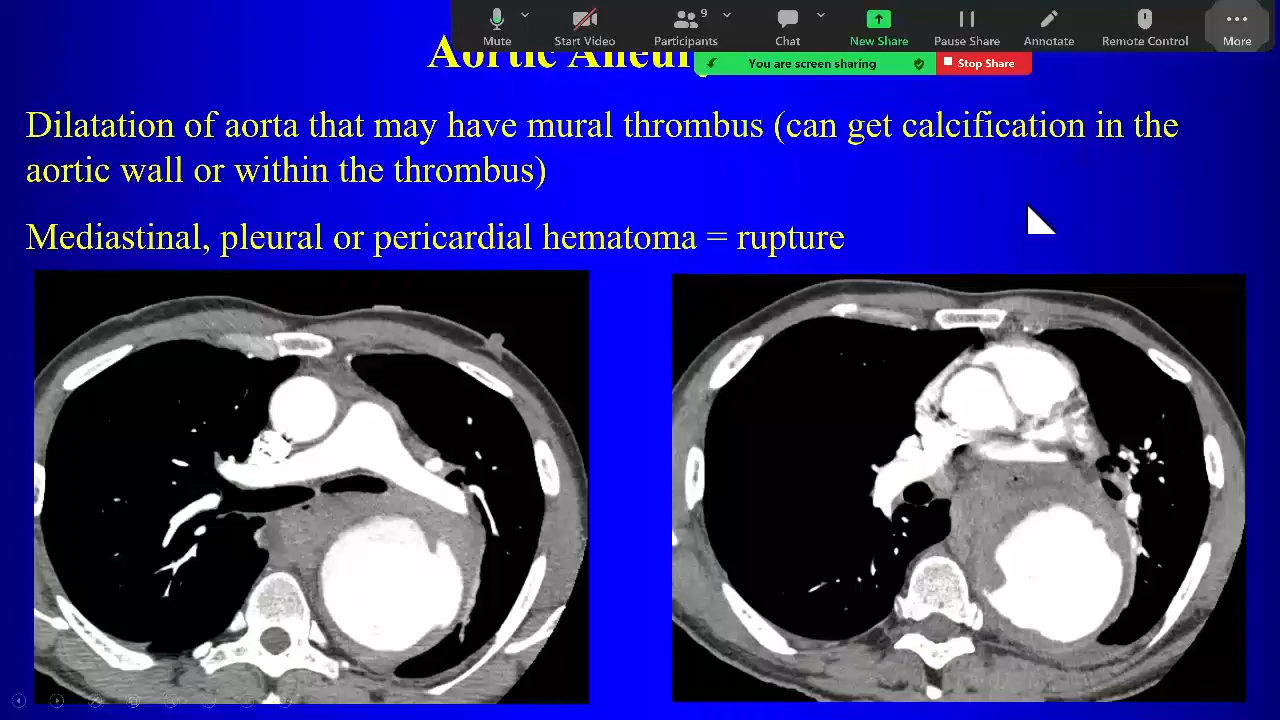 9
Mute
Start Video
Participants
Chat
New Share
Pause Share
Annotate
Remote Control
More
You are screen sharing
Stop Share
Aortic
Dilatation of aorta that may have mural thrombus (can get calcification in the
aortic wall or within the thrombus)
Mediastinal, pleural or pericardial hematoma = rupture